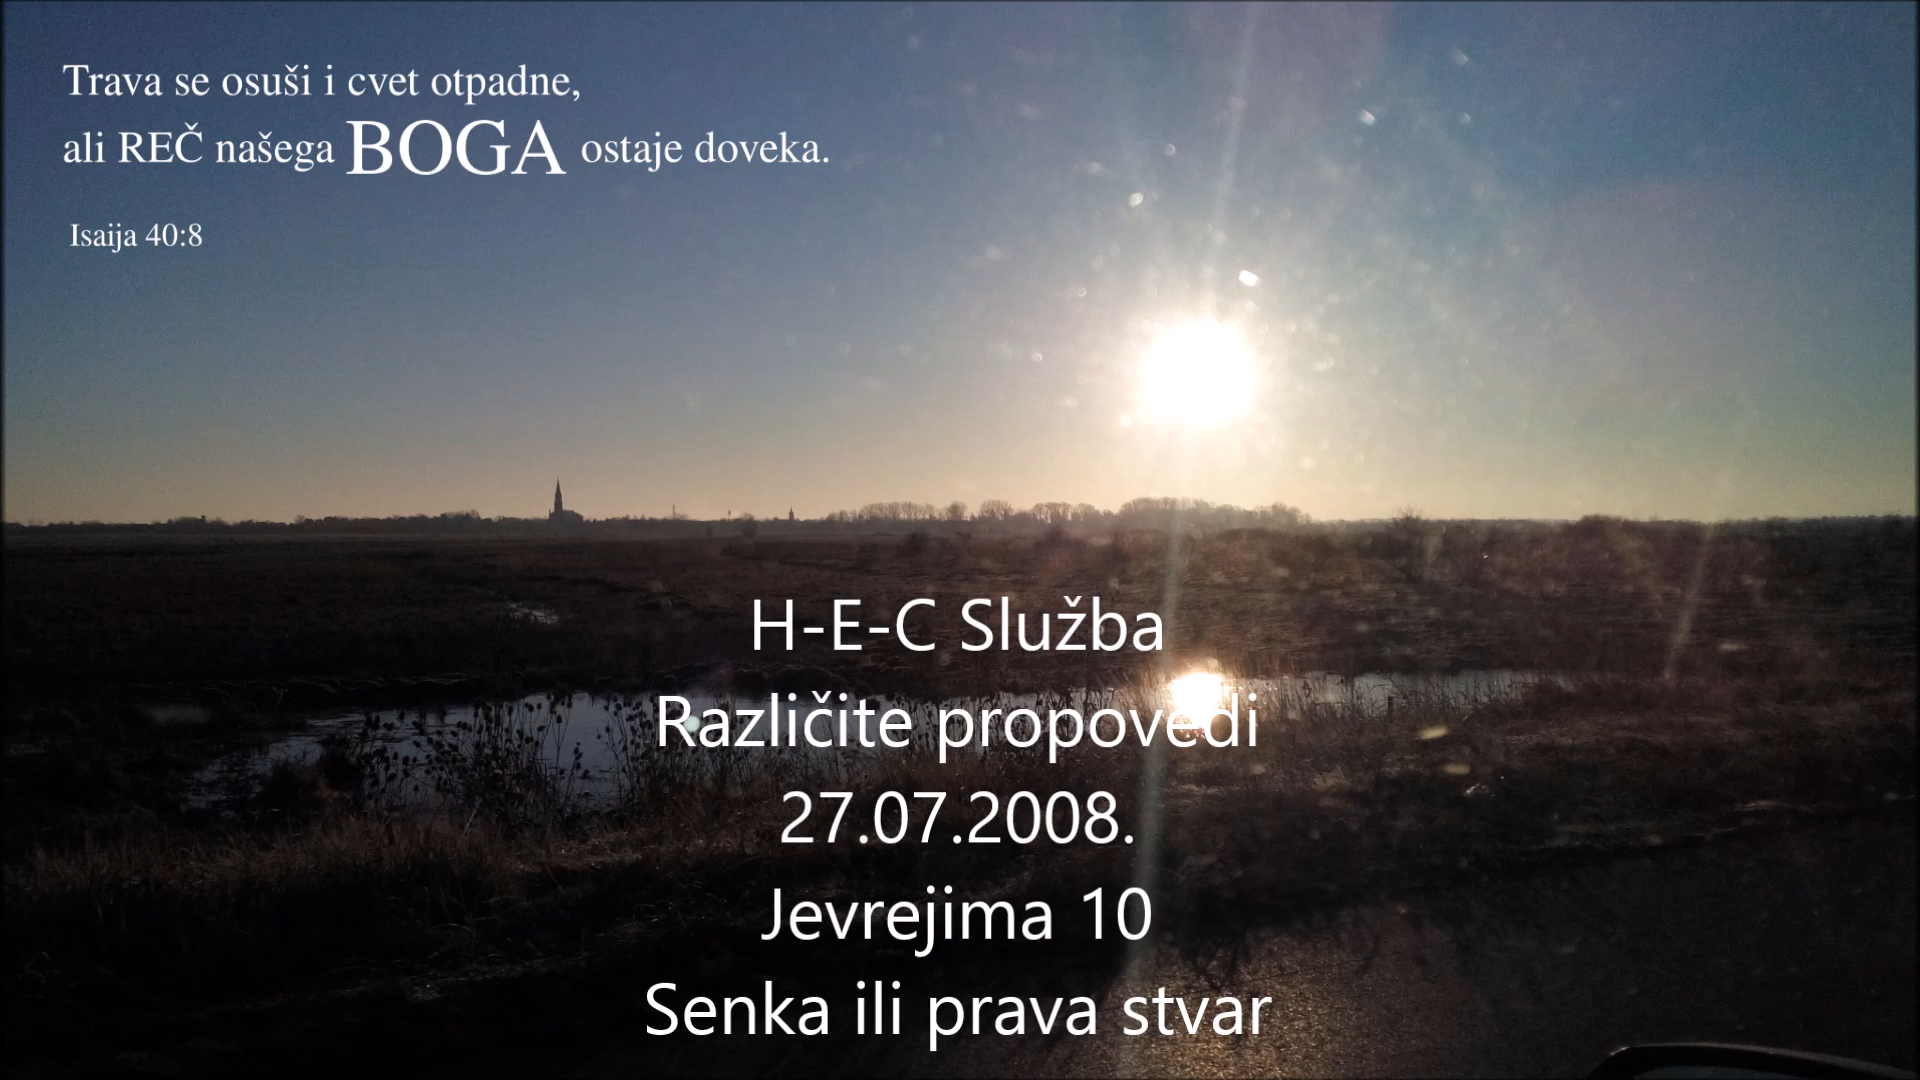 Trava se osuši i cvet otpadne,
ali REČ našega BOGA ostaje doveka.
Isaija 40:8
H-E-C Služba
Različite propovedi
27.07.2008.
Jevrejima 10
Senka ili prava stvar